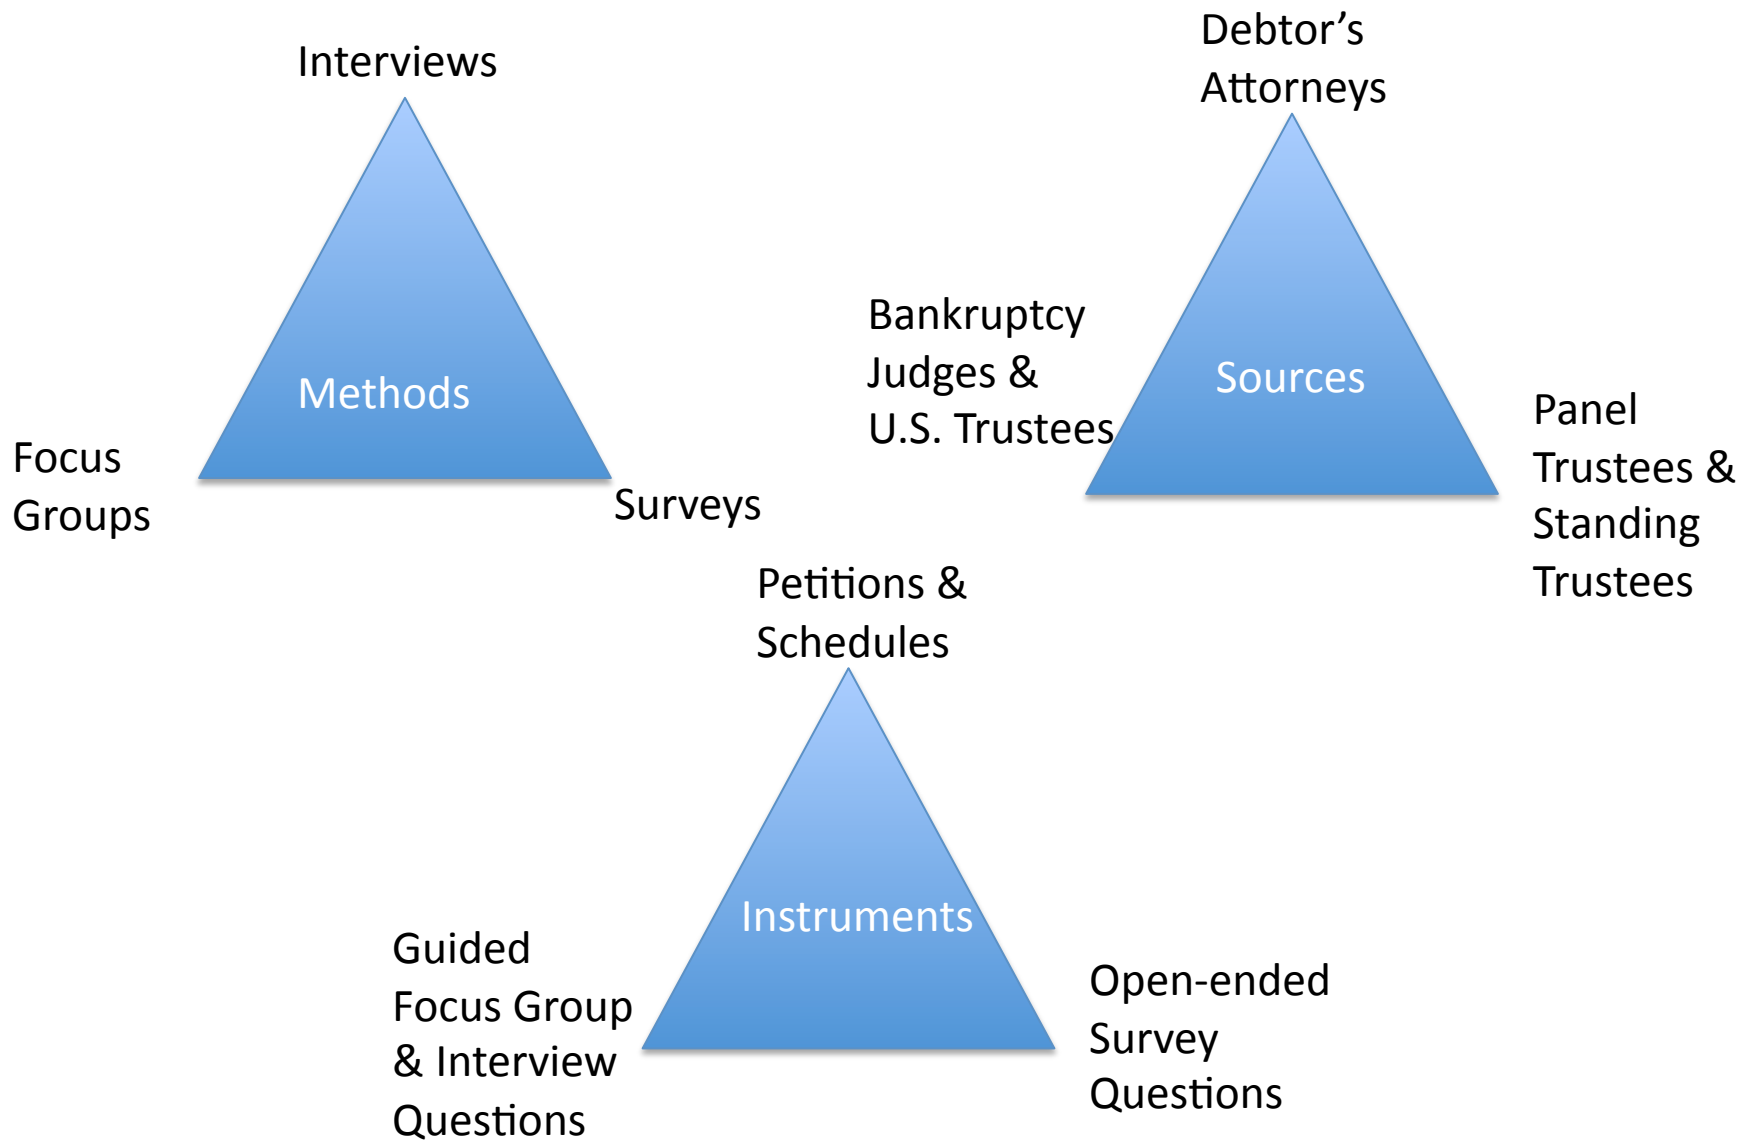 Interviews
Methods
Focus
Groups
Surveys
Debtor’s
Attorneys
Bankruptcy
Judges &
U.S. Trustees
Sources
Panel
Trustees &
Standing
Trustees
Petitions &
Schedules
Instruments
Guided
Focus Group
& Interview
Questions
Open-ended
Survey
Questions